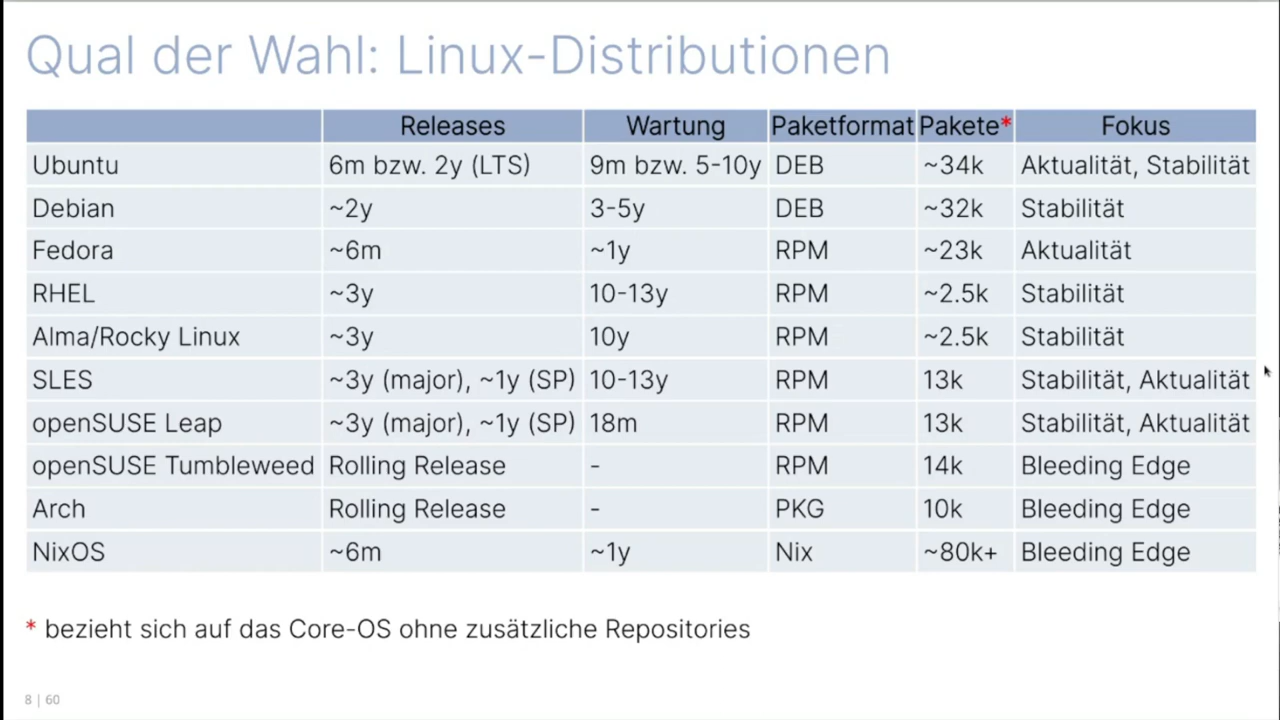 Qual der Wahl: Linux-Distributionen
Releases Wartung Paketformat Pakete* Fokus
Ubuntu 6m bzw. 2y (LTS) 9m bzw. 5-10y DEB ~34k Aktualität, Stabilität
Debian ~2y 3-5y DEB ~32k Stabilität
Fedora ~6m ~1y RPM ~23k Aktualität
RHEL ~3y 10-13y RPM ~2.5k Stabilität
Alma/Rocky Linux ~3y 10y RPM ~2.5k Stabilität
SLES ~3y (major), ~1y (SP) 10-13y RPM 13k Stabilität, Aktualität
openSUSE Leap ~3y (major), ~1y (SP) 18m RPM 13k Stabilität, Aktualität
openSUSE Tumbleweed Rolling Release - RPM 14k Bleeding Edge
Arch Rolling Release - PKG 10k Bleeding Edge
NixOS ~6m ~1y Nix ~80k+ Bleeding Edge
* bezieht sich auf das Core-OS ohne zusätzliche Repositories
8 | 60